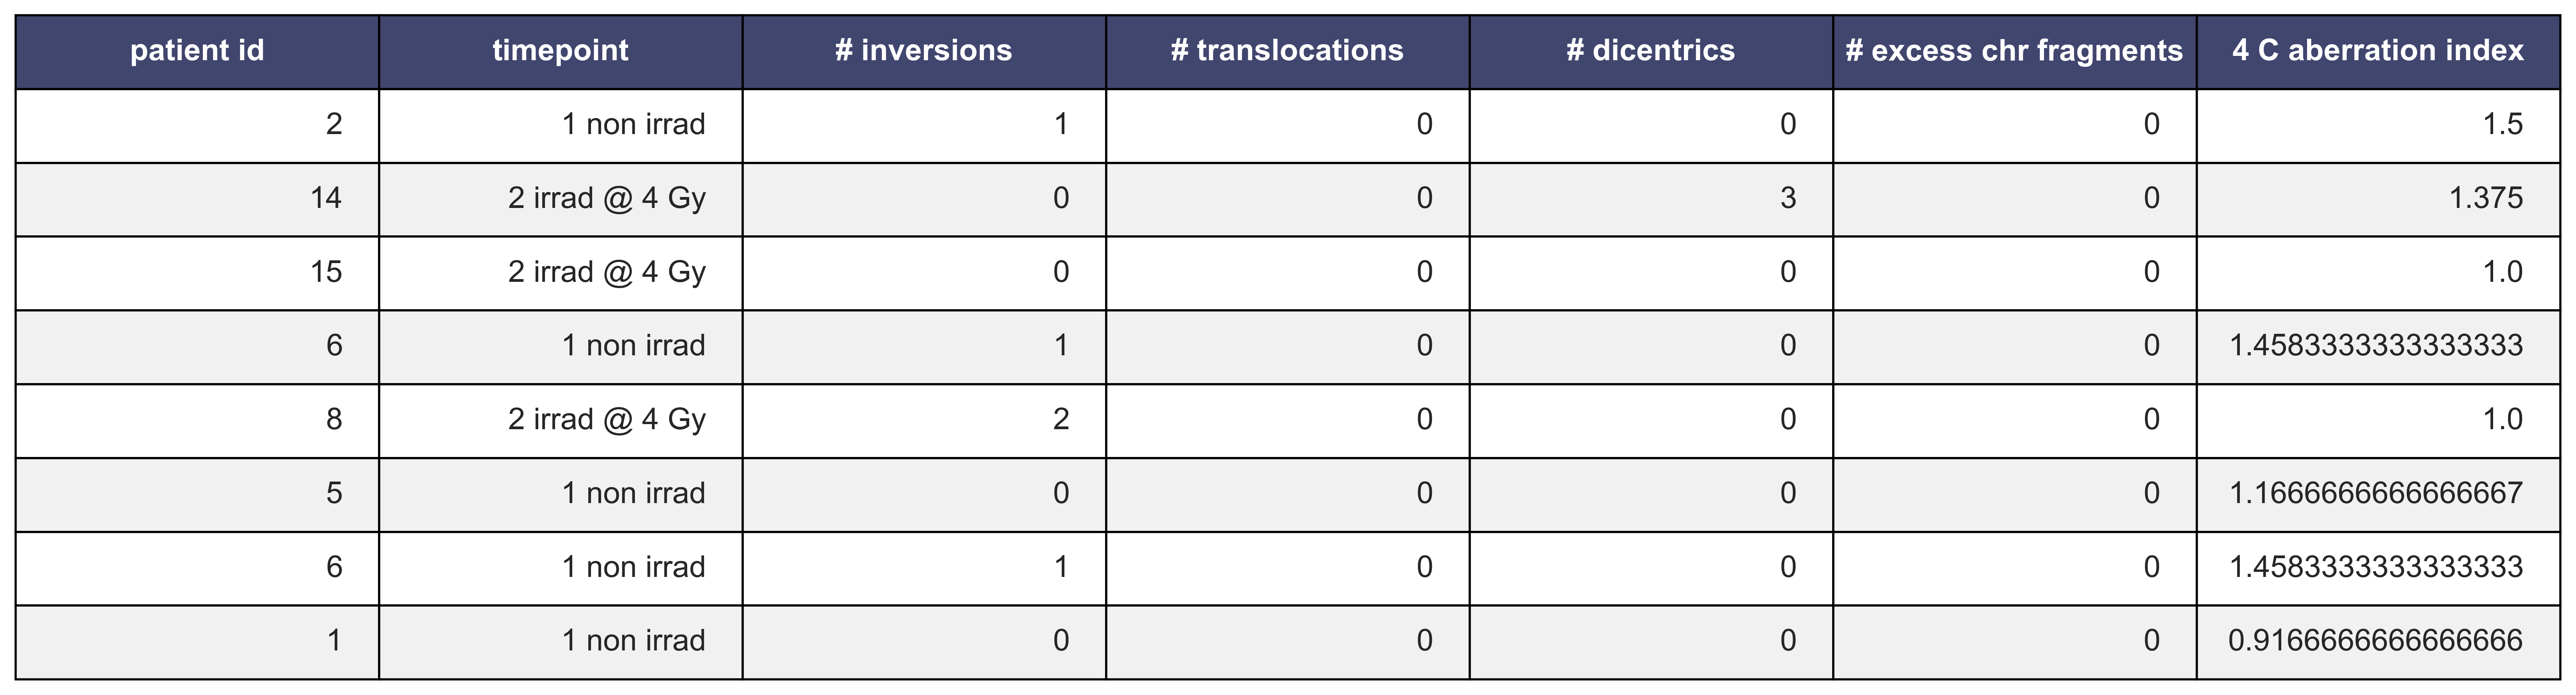 patient id timepoint # inversions # translocations # dicentrics # excess chr fragments 4 C aberration index
2 1 non irrad 1 0 0 0 1.5
14 2 irrad @ 4 Gy 0 0 3 0 1.375
15 2 irrad @ 4 Gy 0 0 0 0 1.0
6 1 non irrad 1 0 0 0 1.4583333333333333
8 2 irrad @ 4 Gy 2 0 0 0 1.0
5 1 non irrad 0 0 0 0 1.1666666666666667
6 1 non irrad 1 0 0 0 1.4583333333333333
1 1 non irrad 0 0 0 0 0.9166666666666666